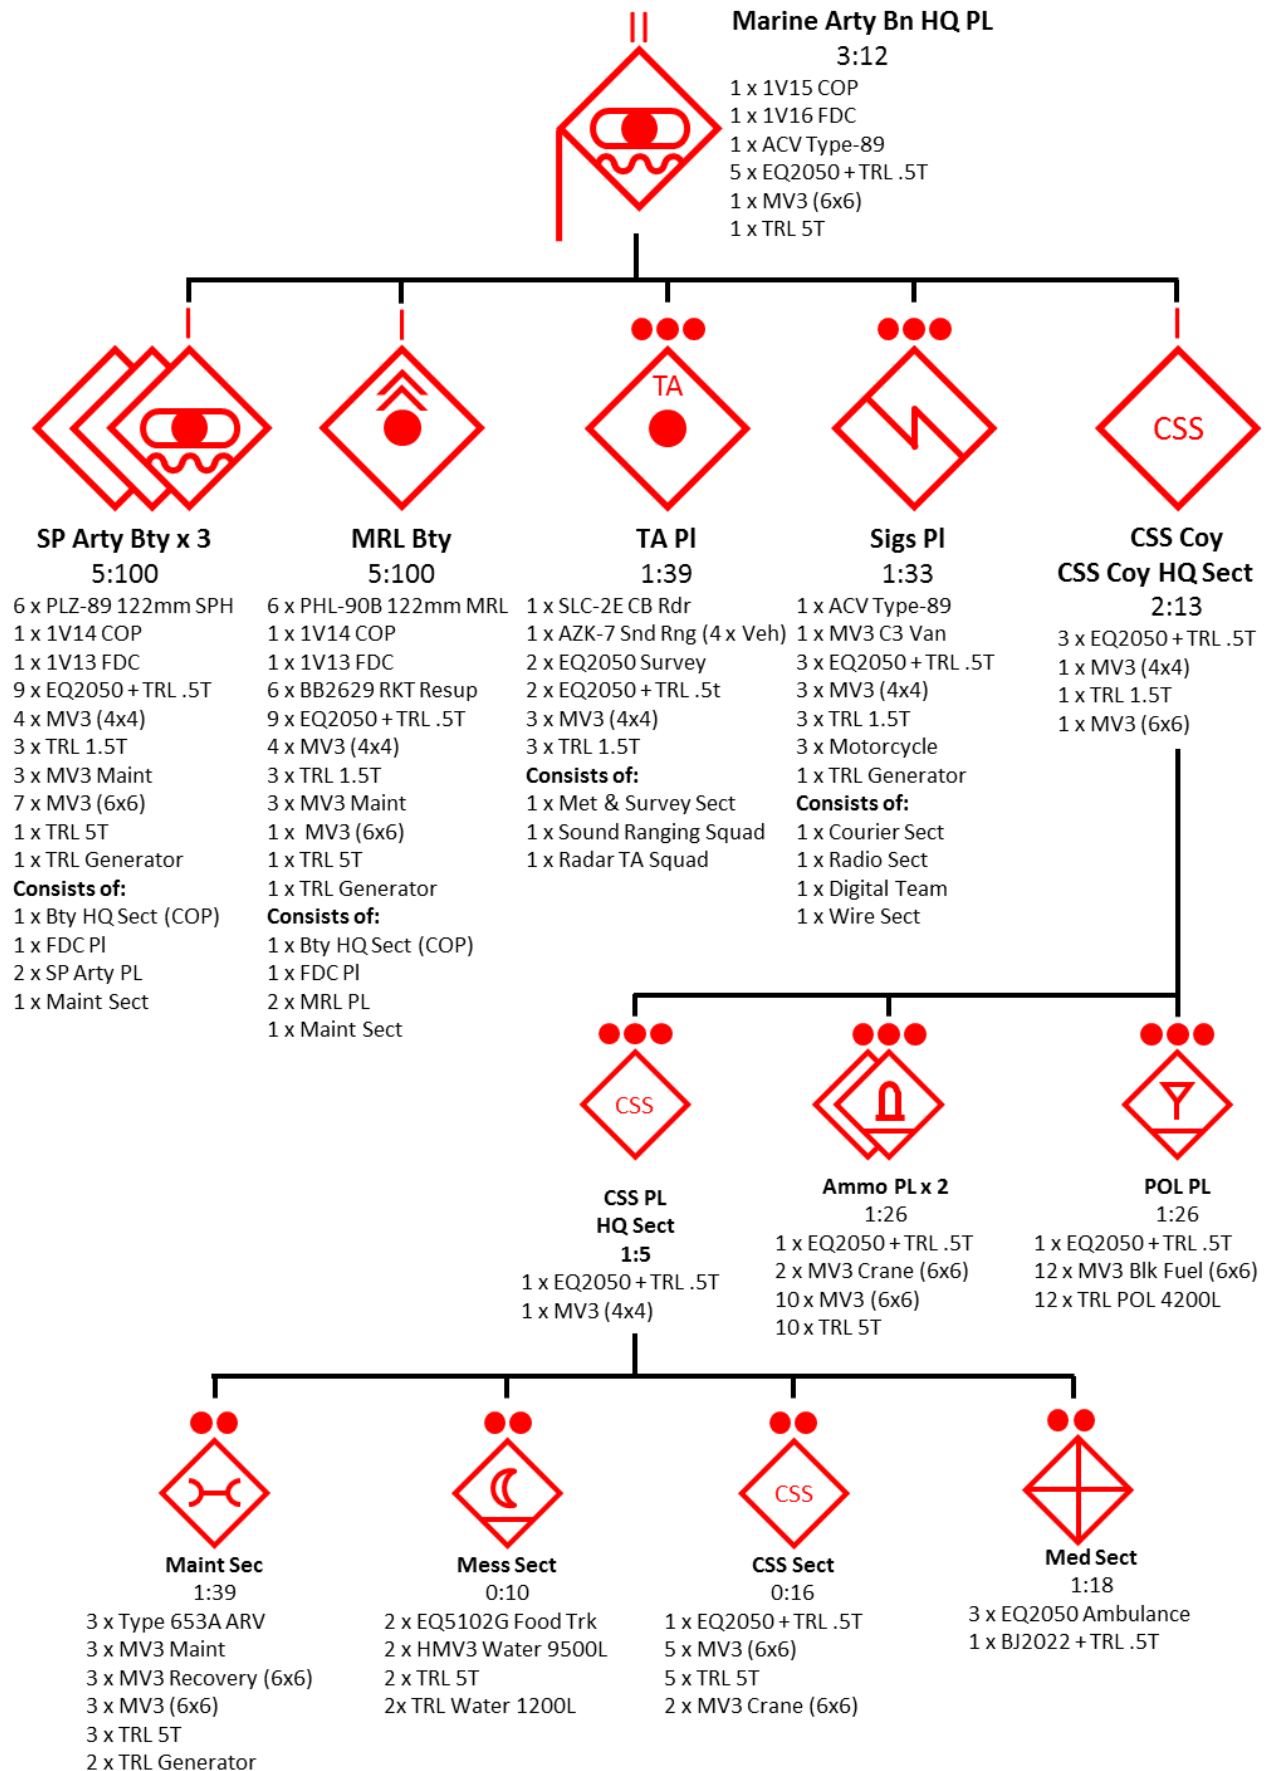 Marine Arty Bn HQ PL
3:12
1 x 1V15 COP
1 x 1V16 FDC
1 x ACV Type-89
5 x EQ2050 + TRL .5T
1 x MV3 (6x6)
1 x TRL 5T
SP Arty Bty x 3
5:100
6 x PLZ-89 122mm SPH
1 x 1V14 COP
1 x 1V13 FDC
9 x EQ2050 + TRL .5T
4 x MV3 (4x4)
3 x TRL 1.5T
3 x MV3 Maint
7 x MV3 (6x6)
1 x TRL 5T
1 x TRL Generator
Consists of:
1 x Bty HQ Sect (COP)
1 x FDC Pl
2 x SP Arty PL
1 x Maint Sect
MRL Bty
5:100
6 x PHL-90B 122mm MRL
1 x 1V14 COP
1 x 1V13 FDC
6 x BB2629 RKT Resup
9 x EQ2050 + TRL .5T
4 x MV3 (4x4)
3 x TRL 1.5T
3 x MV3 Maint
1 x  MV3 (6x6)
1 x TRL 5T
1 x TRL Generator
Consists of:
1 x Bty HQ Sect (COP)
1 x FDC Pl
2 x MRL PL
1 x Maint Sect
TA
TA Pl
1:39
1 x SLC-2E CB Rdr
1 x AZK-7 Snd Rng (4 x Veh)
2 x EQ2050 Survey
2 x EQ2050 + TRL .5t
3 x MV3 (4x4)
3 x TRL 1.5T
Consists of:
1 x Met & Survey Sect
1 x Sound Ranging Squad
1 x Radar TA Squad
Sigs Pl
1:33
1 x ACV Type-89
1 x MV3 C3 Van
3 x EQ2050 + TRL .5T
3 x MV3 (4x4)
3 x TRL 1.5T
3 x Motorcycle
1 x TRL Generator
Consists of:
1 x Courier Sect
1 x Radio Sect
1 x Digital Team
1 x Wire Sect
CSS
CSS Coy
CSS Coy HQ Sect
2:13
3 x EQ2050 + TRL .5T
1 x MV3 (4x4)
1 x TRL 1.5T
1 x MV3 (6x6)
CSS
CSS PL
HQ Sect
1:5
1 x EQ2050 + TRL .5T
1 x MV3 (4x4)
Ammo PL x 2
1:26
1 x EQ2050 + TRL .5T
2 x MV3 Crane (6x6)
10 x MV3 (6x6)
10 x TRL 5T
POL PL
1:26
1 x EQ2050 + TRL .5T
12 x MV3 Blk Fuel (6x6)
12 x TRL POL 4200L
Maint Sec
1:39
3 x Type 653A ARV
3 x MV3 Maint
3 x MV3 Recovery (6x6)
3 x MV3 (6x6)
3 x TRL 5T
2 x TRL Generator
Mess Sect
0:10
2 x EQ5102G Food Trk
2 x HMV3 Water 9500L
2 x TRL 5T
2x TRL Water 1200L
CSS
CSS Sect
0:16
1 x EQ2050 + TRL .5T
5 x MV3 (6x6)
5 x TRL 5T
2 x MV3 Crane (6x6)
Med Sect
1:18
3 x EQ2050 Ambulance
1 x BJ2022 + TRL .5T